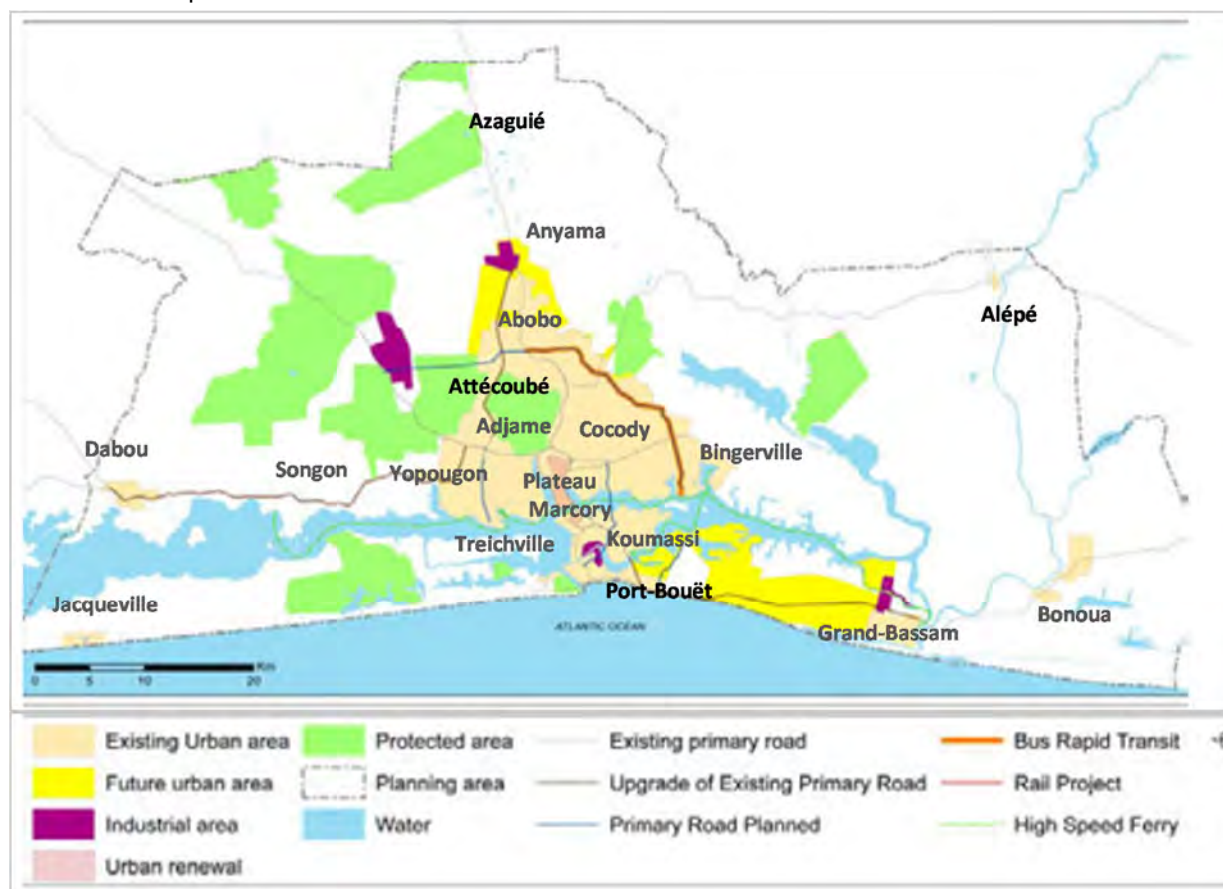 Azaguié
Anyama
Abobo
Alépé
Attécoubé
Adjame
Cocody
Dabou
Songon
Yopougon
Bingerville
Plateau
Marcory
Treichville
Koumassi
Port-Bouët
Jacqueville
Grand-Bassam
Bonoua
ATLANTIC OCEAN
Km
0 5 10 20
Existing Urban area Protected area Existing primary road Bus Rapid Transit
Future urban area Planning area Upgrade of Existing Primary Road Rail Project
Industrial area Water Primary Road Planned High Speed Ferry
Urban renewal